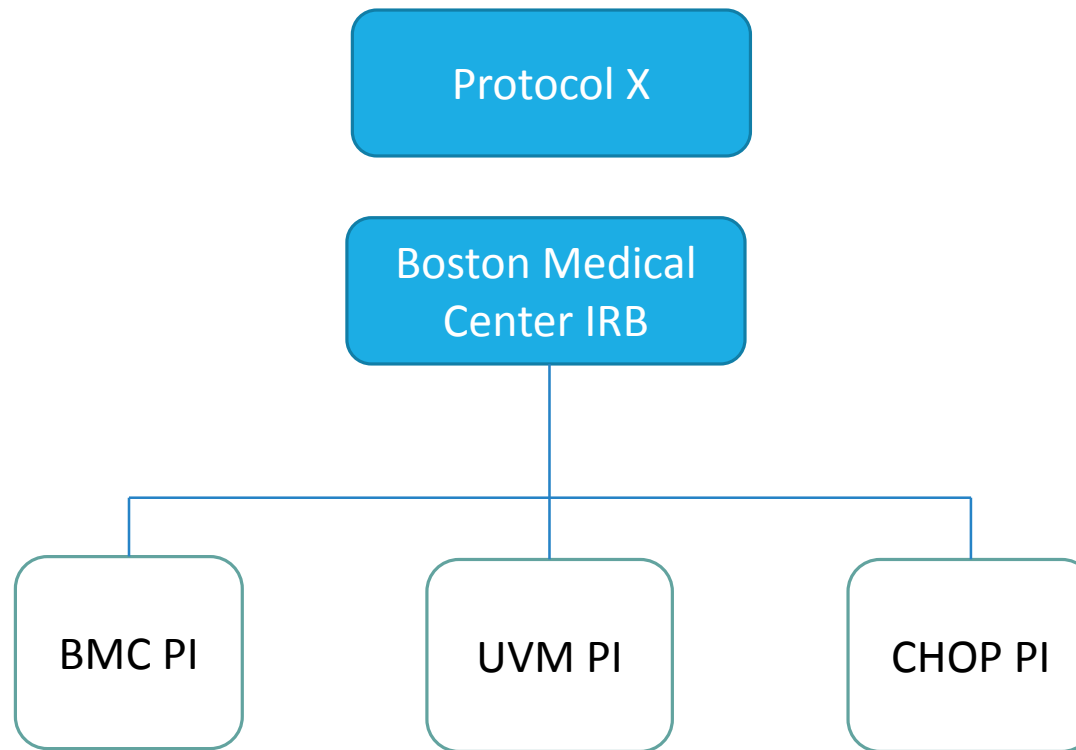 Protocol X
Boston Medical
Center IRB
BMC PI
UVM PI
CHOP PI